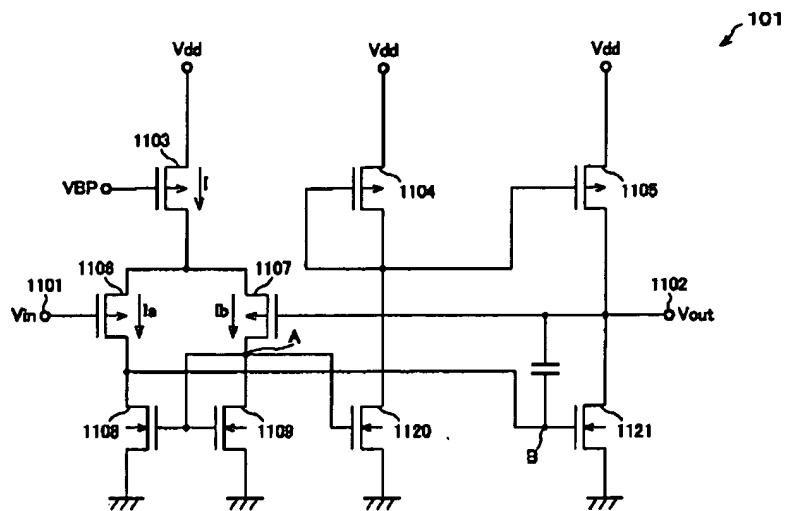 101
Vdd
Vdd
Vdd
1103
VBP
I
1104
1105
1106
1107
1101
Vin
Ia
Ib
A
1102
Vout
1108
1109
1120
B
1121